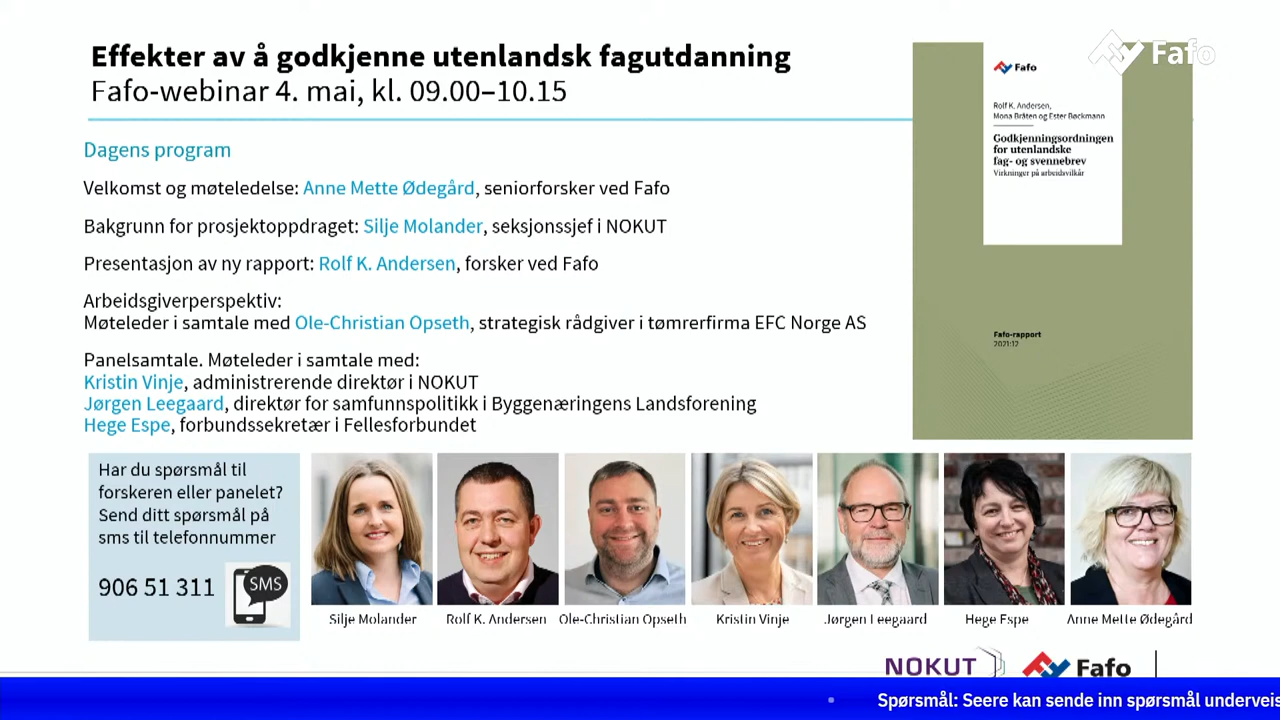 Effekter av å godkjenne utenlandsk fagutdanning
Fafo-webinar 4. mai, kl. 09.00–10.15
Dagens program
Velkomst og møteledelse: Anne Mette Ødegård, seniorforsker ved Fafo
Bakgrunn for prosjektoppdraget: Silje Molander, seksjonssjef i NOKUT
Presentasjon av ny rapport: Rolf K. Andersen, forsker ved Fafo
Arbeidsgiverperspektiv:
Møteleder i samtale med Ole-Christian Opseth, strategisk rådgiver i tømrerfirma EFC Norge AS
Panelsamtale. Møteleder i samtale med:
Kristin Vinje, administrerende direktør i NOKUT
Jørgen Leegaard, direktør for samfunnspolitikk i Byggenæringens Landsforening
Hege Espe, forbundssekretær i Fellesforbundet
Fafo
Fafo
Rolf K. Andersen,
Mona Bråten og Ester Bøckmann
Godkjenningsordningen
for utenlandske
fag- og svennebrev
Virkninger på arbeidsvilkår
Fafo-rapport
2021:12
Har du spørsmål til
forskeren eller panelet?
Send ditt spørsmål på
sms til telefonnummer
906 51 311
SMS
Silje Molander
Rolf K. Andersen
Ole-Christian Opseth
Kristin Vinje
Jørgen Leegaard
Hege Espe
Anne Mette Ødegård
NOKUT
Fafo
Spørsmål: Seere kan sende inn spørsmål underveis